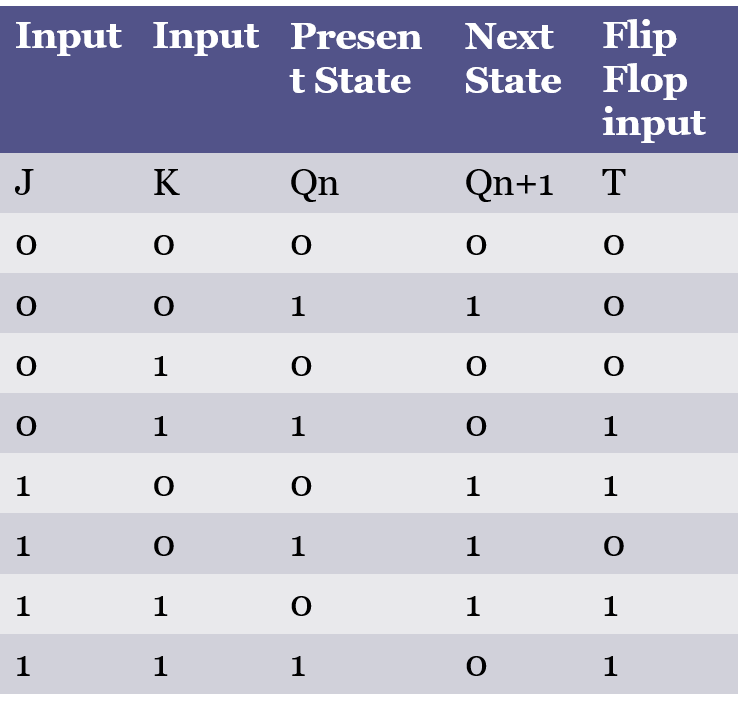 Input Input Presen t State Next State Flip Flop input
J K Qn Qn+1 T
0 0 0 0 0
0 0 1 1 0
0 1 0 0 0
0 1 1 0 1
1 0 0 1 1
1 0 1 1 0
1 1 0 1 1
1 1 1 0 1